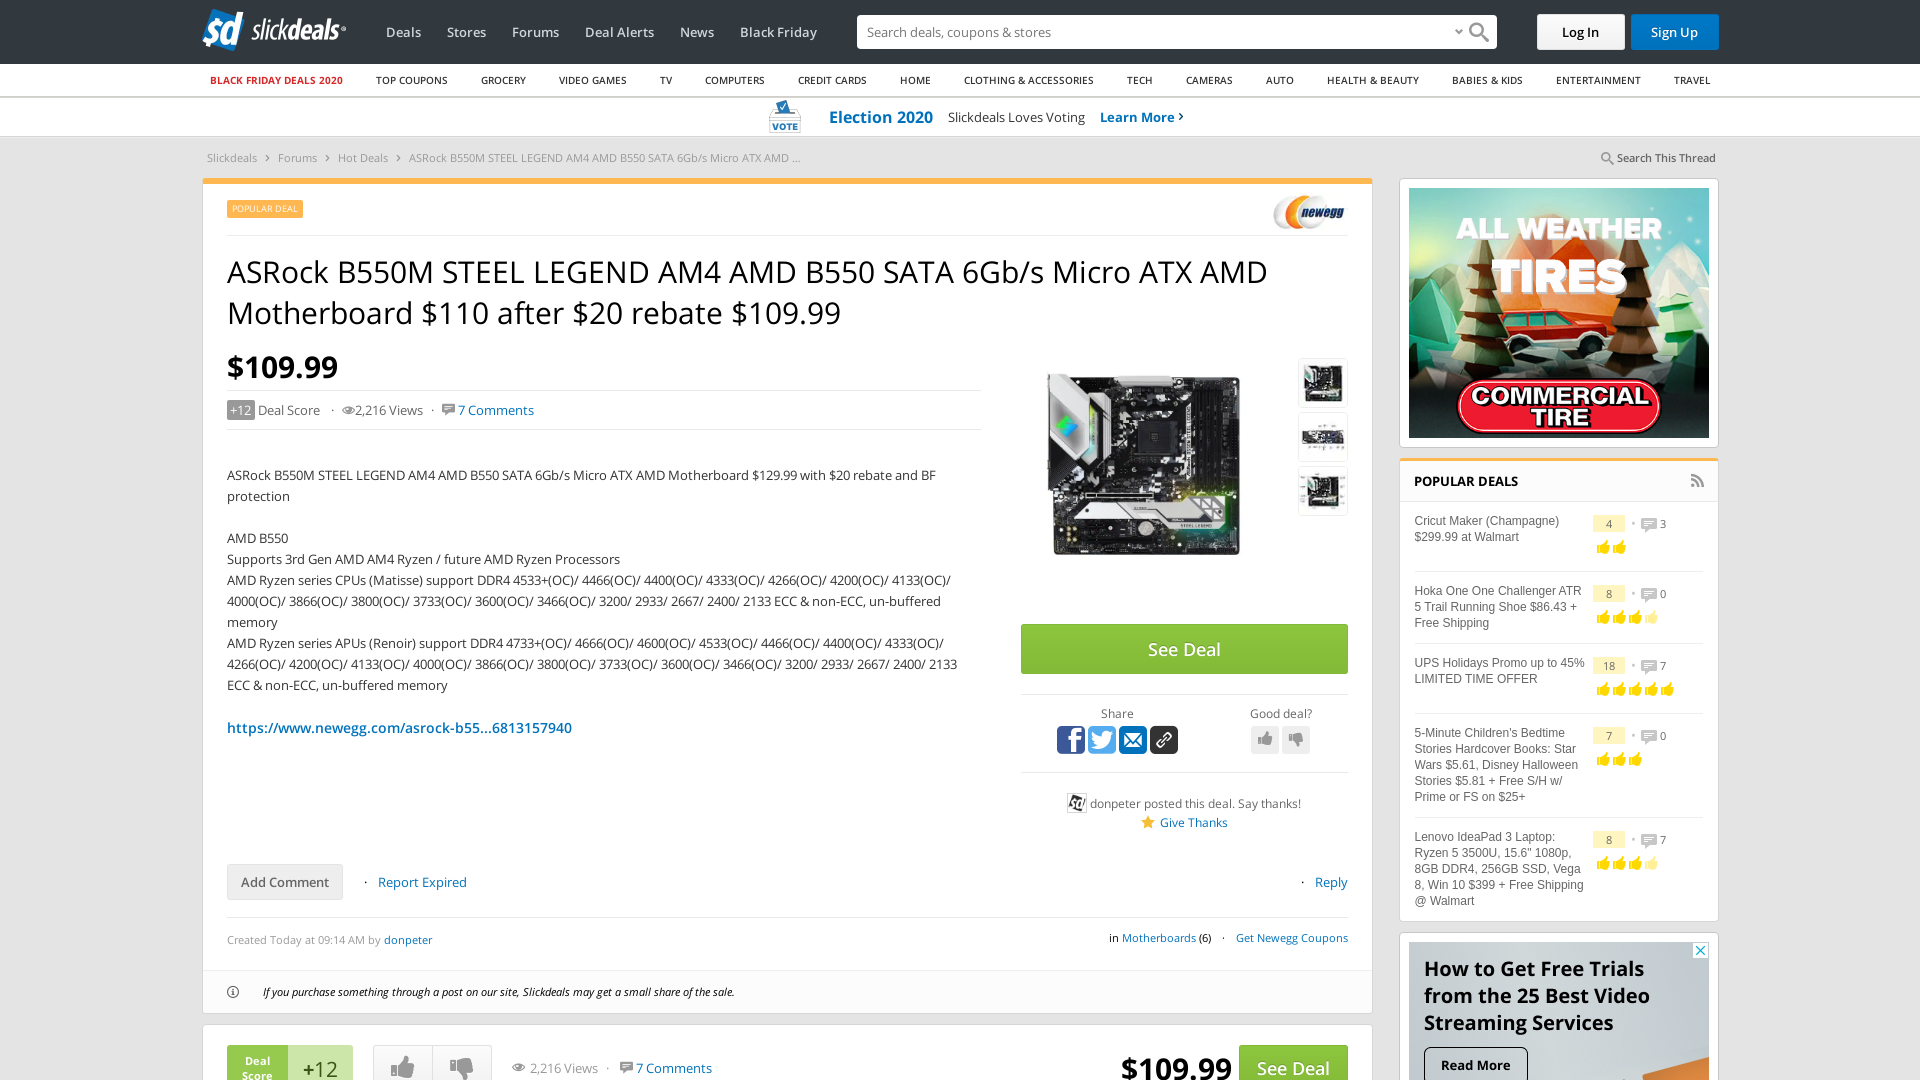 slickdeals
Deals
Stores
Forums
Deal Alerts
News
Black Friday
Search deals, coupons & stores
Log In
Sign Up
BLACK FRIDAY DEALS 2020
TOP COUPONS
GROCERY
VIDEO GAMES
TV
COMPUTERS
CREDIT CARDS
HOME
CLOTHING & ACCESSORIES
TECH
CAMERAS
AUTO
HEALTH & BEAUTY
BABIES & KIDS
ENTERTAINMENT
TRAVEL
VOTE
Election 2020 Slickdeals Loves Voting Learn More
Slickdeals › Forums › Hot Deals › ASRock B550M STEEL LEGEND AM4 AMD B550 SATA 6Gb/s Micro ATX AMD ...
Search This Thread
POPULAR DEAL
newegg
ASRock B550M STEEL LEGEND AM4 AMD B550 SATA 6Gb/s Micro ATX AMD
Motherboard $110 after $20 rebate $109.99
$109.99
+12 Deal Score · 2,216 Views · 7 Comments
ASRock B550M STEEL LEGEND AM4 AMD B550 SATA 6Gb/s Micro ATX AMD Motherboard $129.99 with $20 rebate and BF
protection
AMD B550
Supports 3rd Gen AMD AM4 Ryzen / future AMD Ryzen Processors
AMD Ryzen series CPUs (Matisse) support DDR4 4533+(OC)/ 4466(OC)/ 4400(OC)/ 4333(OC)/ 4266(OC)/ 4200(OC)/ 4133(OC)/
4000(OC)/ 3866(OC)/ 3800(OC)/ 3733(OC)/ 3600(OC)/ 3466(OC)/ 3200/ 2933/ 2667/ 2400/ 2133 ECC & non-ECC, un-buffered
memory
AMD Ryzen series APUs (Renoir) support DDR4 4733+(OC)/ 4666(OC)/ 4600(OC)/ 4533(OC)/ 4466(OC)/ 4400(OC)/ 4333(OC)/
4266(OC)/ 4200(OC)/ 4133(OC)/ 4000(OC)/ 3866(OC)/ 3800(OC)/ 3733(OC)/ 3600(OC)/ 3466(OC)/ 3200/ 2933/ 2667/ 2400/ 2133
ECC & non-ECC, un-buffered memory
https://www.newegg.com/asrock-b55...6813157940
STEEL LEGEND
See Deal
Share
Good deal?
donpeter posted this deal. Say thanks!
Give Thanks
Add Comment
· Report Expired
· Reply
Created Today at 09:14 AM by donpeter
in Motherboards (6) · Get Newegg Coupons
If you purchase something through a post on our site, Slickdeals may get a small share of the sale.
Deal
Score
+12
2,216 Views · 7 Comments
$109.99
See Deal
ALL WEATHER
TIRES
COMMERCIAL
TIRE
POPULAR DEALS
Cricut Maker (Champagne)
$299.99 at Walmart
4 • 3
Hoka One One Challenger ATR
5 Trail Running Shoe $86.43 +
Free Shipping
8 • 0
UPS Holidays Promo up to 45%
LIMITED TIME OFFER
18 • 7
5-Minute Children's Bedtime
Stories Hardcover Books: Star
Wars $5.61, Disney Halloween
Stories $5.81 + Free S/H w/
Prime or FS on $25+
7 • 0
Lenovo IdeaPad 3 Laptop:
Ryzen 5 3500U, 15.6" 1080p,
8GB DDR4, 256GB SSD, Vega
8, Win 10 $399 + Free Shipping
@ Walmart
8 • 7
How to Get Free Trials
from the 25 Best Video
Streaming Services
Read More